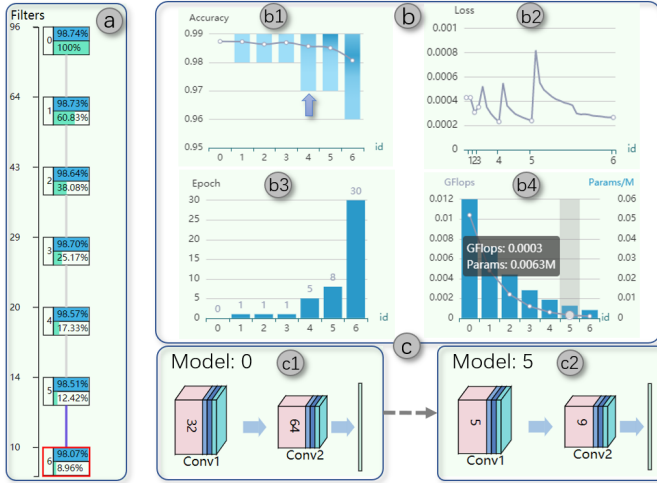 Filters
a
96
0
98.74%
100%
64
1
98.73%
60.83%
43
2
98.64%
38.08%
29
3
98.70%
25.17%
20
4
98.57%
17.33%
14
5
98.51%
12.42%
10
6
98.07%
8.96%
b
b1
Accuracy
0.99
0.99
0.98
0.97
0.96
0.95
0 1 2 3 4 5 6
id
b2
Loss
0.001
0.0008
0.0006
0.0004
0.0002
0
123 4 5 6
id
b3
Epoch
30
25
20
15
10
5
0
0 1 1 1 5 8 30
0 1 2 3 4 5 6
id
b4
GFlops
Params/M
0.012
0.01
0.008
0.006
0.004
0.002
0
0.06
0.05
0.04
0.03
0.02
0.01
0
GFlops: 0.0003
Params: 0.0063M
0 1 2 3 4 5 6
id
c
Model: 0
c1
32
Conv1
64
Conv2
Model: 5
c2
5
Conv1
9
Conv2